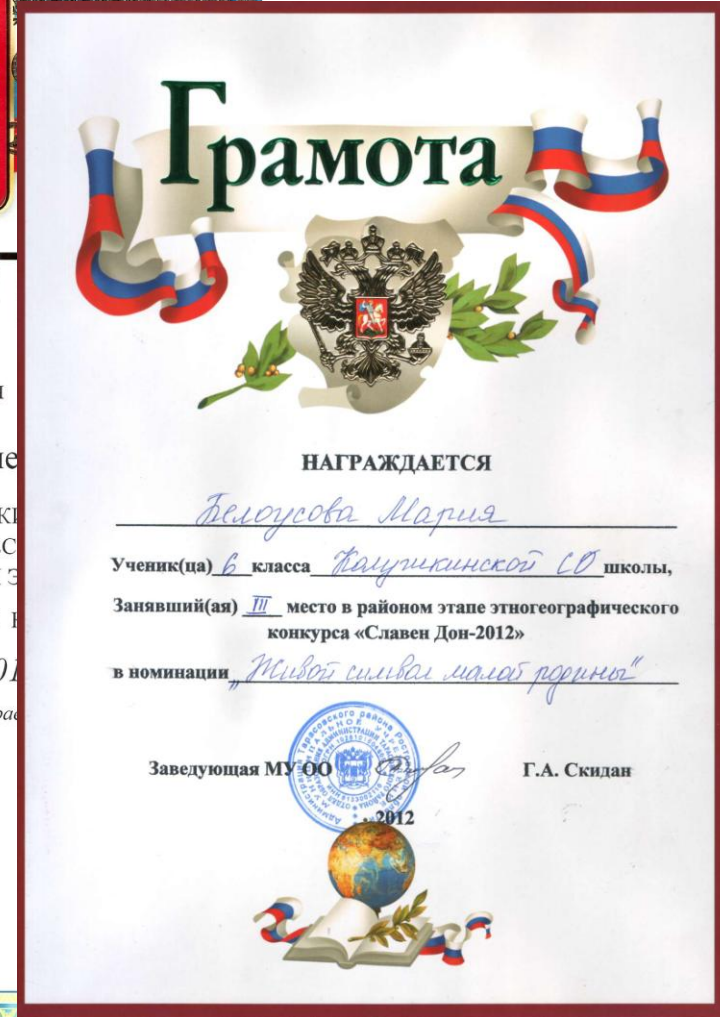 Грамота
НАГРАЖДАЕТСЯ
Белоусова Мария
Ученик(ца) 6 класса Колушкинской СО школы,
Занявший(ая) III место в районом этапе этногеографического
конкурса «Славен Дон-2012»
в номинации „Живой символ малой родины"
Заведующая МУ ОО Г.А. Скидан
2012